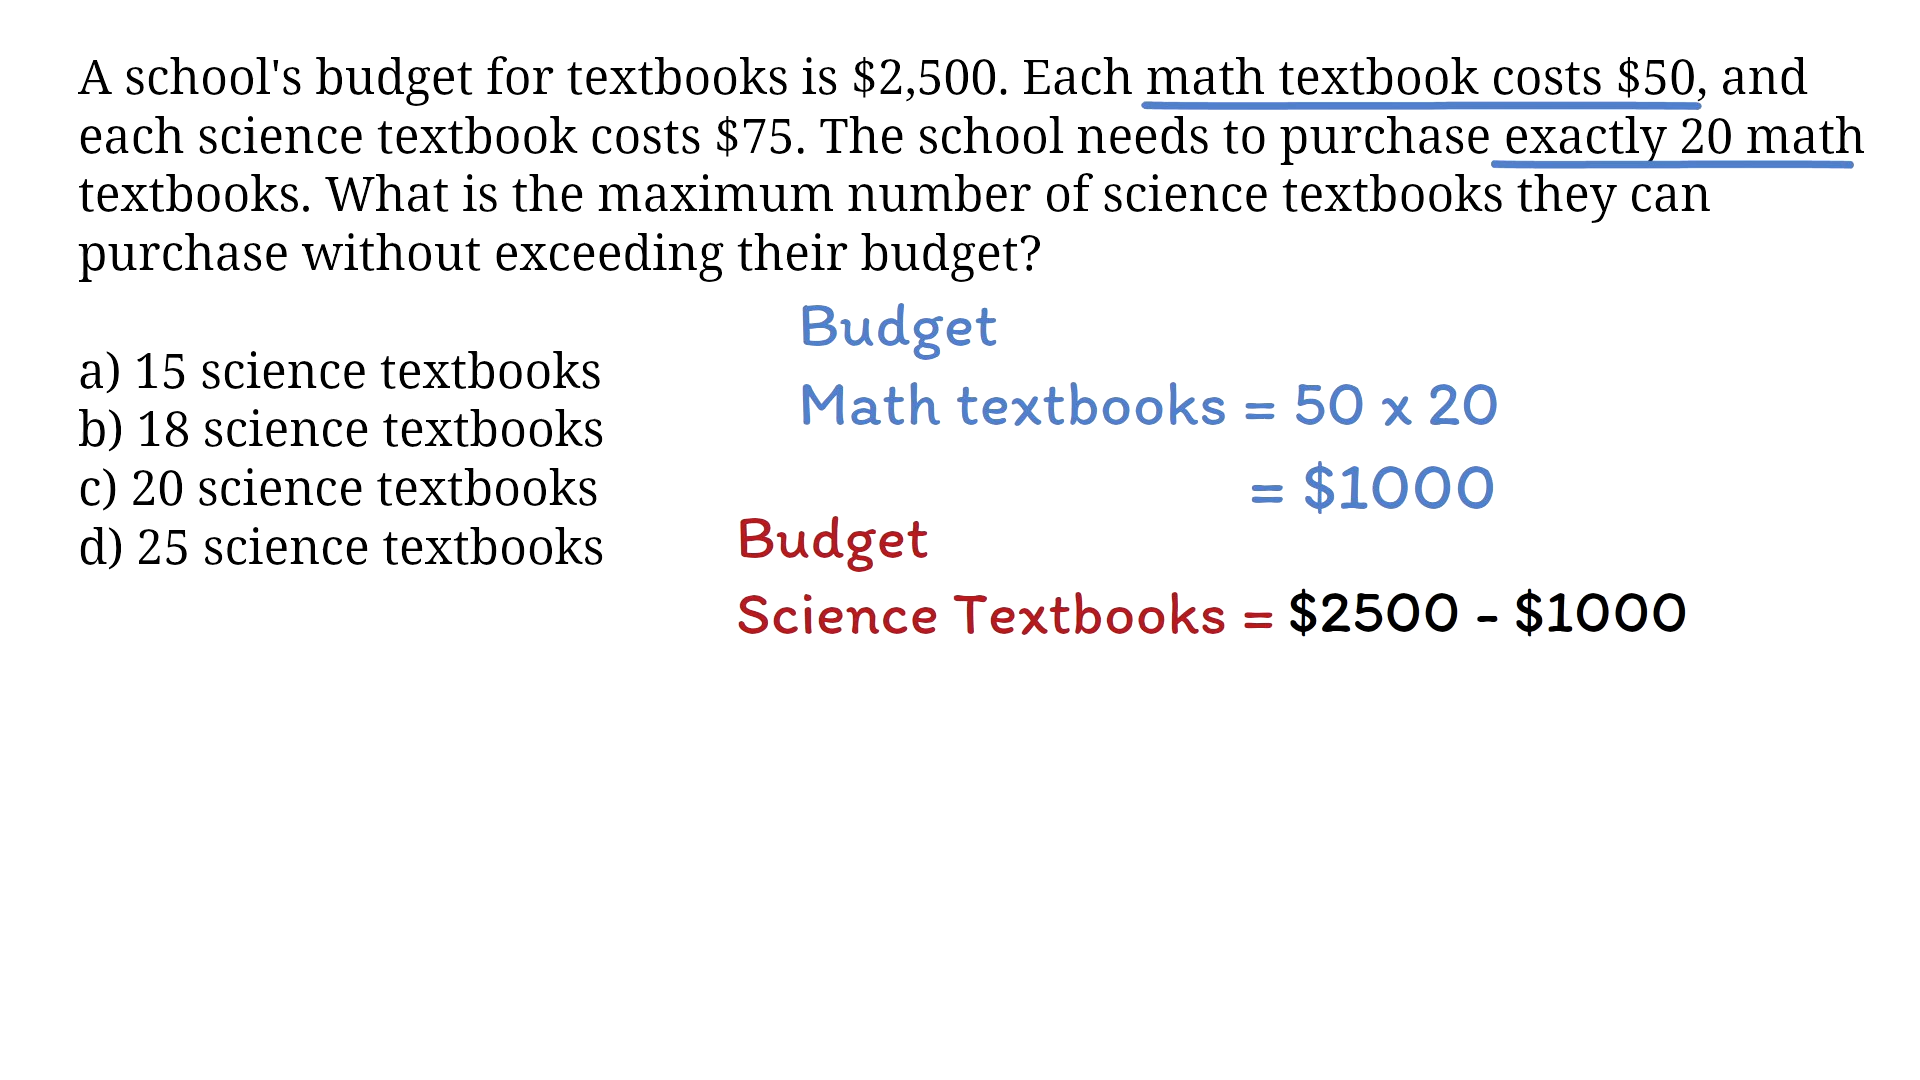 A school's budget for textbooks is $2,500. Each math textbook costs $50, and
each science textbook costs $75. The school needs to purchase exactly 20 math
textbooks. What is the maximum number of science textbooks they can
purchase without exceeding their budget?
a) 15 science textbooks
b) 18 science textbooks
c) 20 science textbooks
d) 25 science textbooks
Budget
Math textbooks = 50 x 20
= $1000
Budget
Science Textbooks = $2500 - $1000